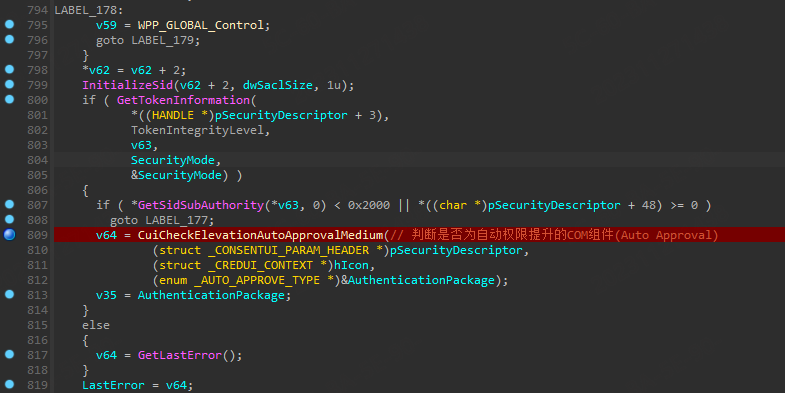 794 LABEL_178:
795 v59 = WPP_GLOBAL_Control;
796 goto LABEL_179;
797 }
798 *v62 = v62 + 2;
799 InitializeSid(v62 + 2, dwSaclSize, 1u);
800 if ( GetTokenInformation(
801 *((HANDLE *)pSecurityDescriptor + 3),
802 TokenIntegrityLevel,
803 v63,
804 SecurityMode,
805 &SecurityMode) )
806 {
807 if ( *GetSidSubAuthority(*v63, 0) < 0x2000 || *((char *)pSecurityDescriptor + 48) >= 0 )
808 goto LABEL_177;
809 v64 = CuiCheckElevationAutoApprovalMedium(// 判断是否为自动权限提升的COM组件(Auto Approval)
810 (struct _CONSENTUI_PARAM_HEADER *)pSecurityDescriptor,
811 (struct _CREDUI_CONTEXT *)hIcon,
812 (enum _AUTO_APPROVE_TYPE *)&AuthenticationPackage);
813 v35 = AuthenticationPackage;
814 }
815 else
816 {
817 v64 = GetLastError();
818 }
819 LastError = v64;